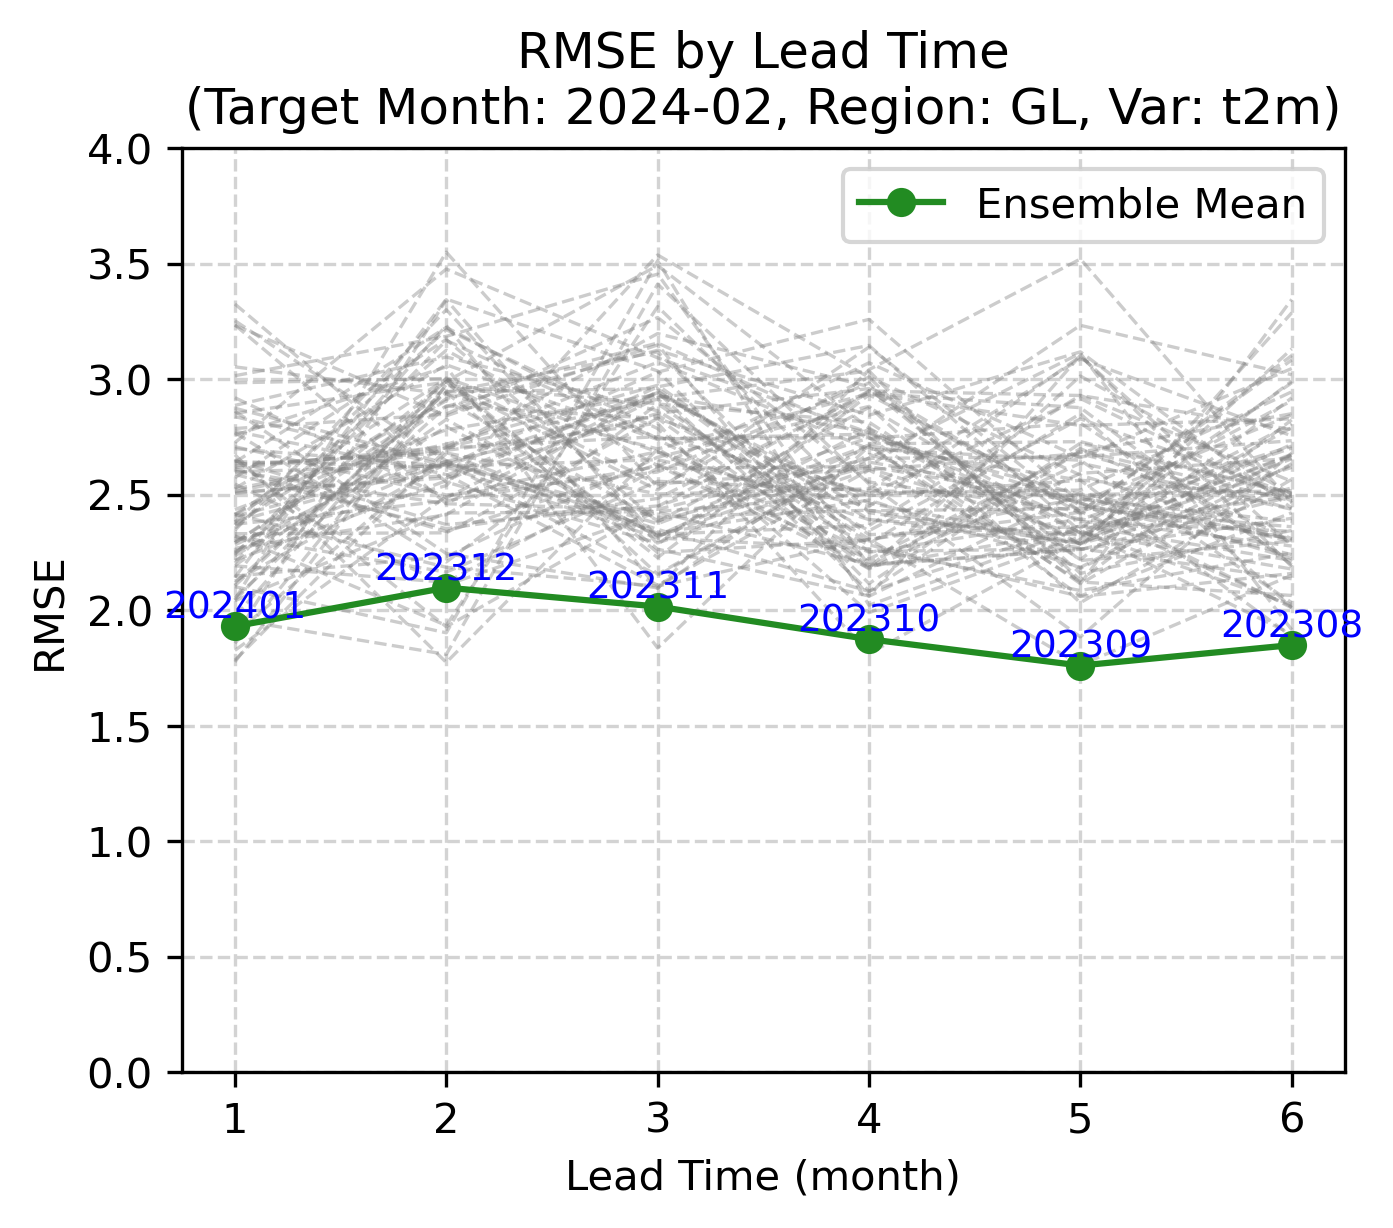 RMSE by Lead Time
(Target Month: 2024-02, Region: GL, Var: t2m)
Ensemble Mean
RMSE
4.0
3.5
3.0
2.5
2.0
1.5
1.0
0.5
0.0
202401
202312
202311
202310
202309
202308
1 2 3 4 5 6
Lead Time (month)